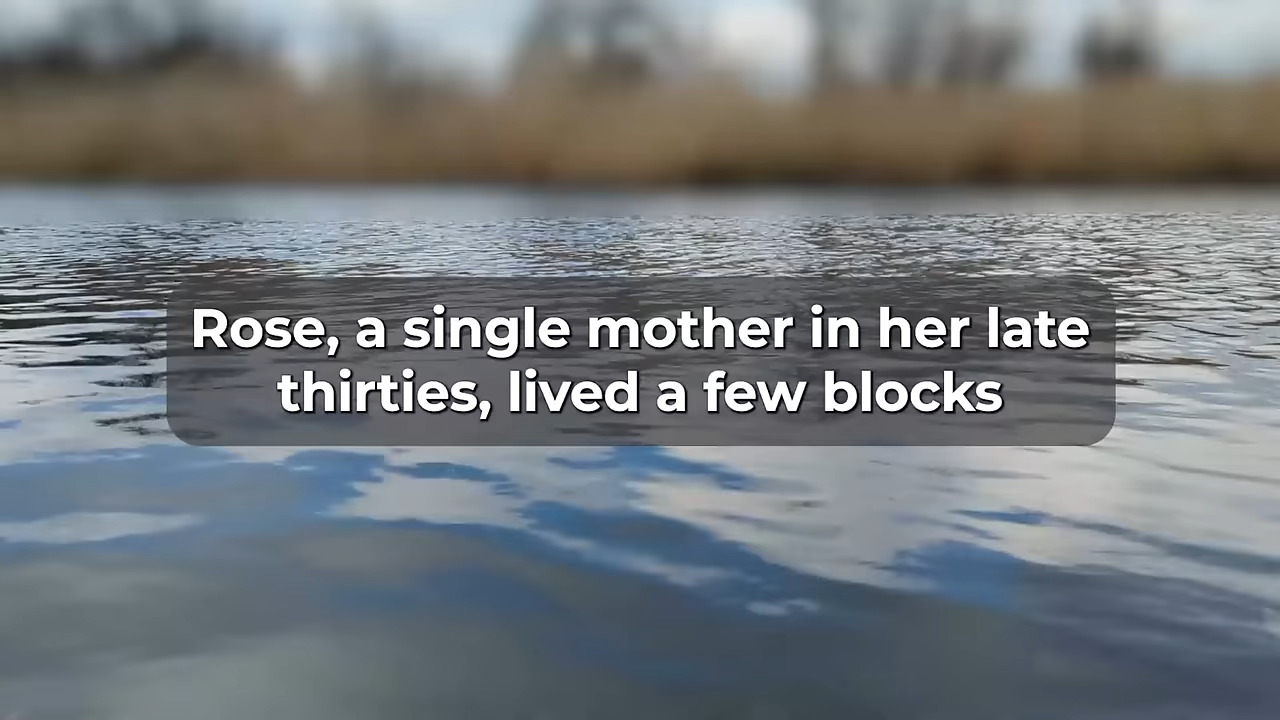 Rose, a single mother in her late
thirties, lived a few blocks